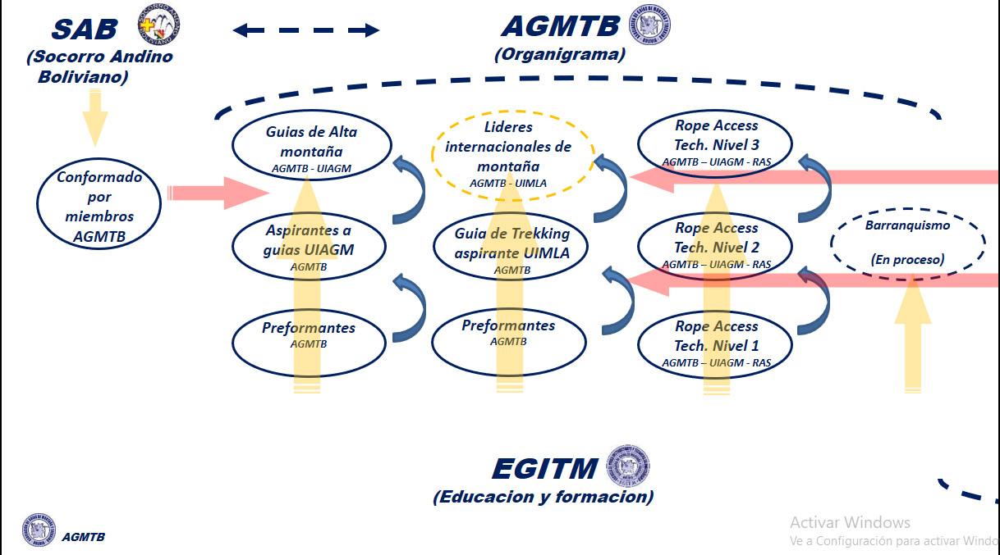 SAB
(Socorro Andino
Boliviano)
AGMTB
(Organigrama)
Conformado
por
miembros
AGMTB
Guias de Alta
montaña
AGMTB - UIAGM
Lideres
internacionales de
montaña
AGMTB - UIMLA
Rope Access
Tech. Nivel 3
AGMTB – UIAGM - RAS
Aspirantes a
guias UIAGM
AGMTB
Guia de Trekking
aspirante UIMLA
AGMTB
Rope Access
Tech. Nivel 2
AGMTB – UIAGM - RAS
Barranquismo
(En proceso)
Preformantes
AGMTB
Preformantes
AGMTB
Rope Access
Tech. Nivel 1
AGMTB – UIAGM - RAS
EGITM
(Educacion y formacion)
AGMTB
Activar Windows
Ve a Configuración para activar Windo